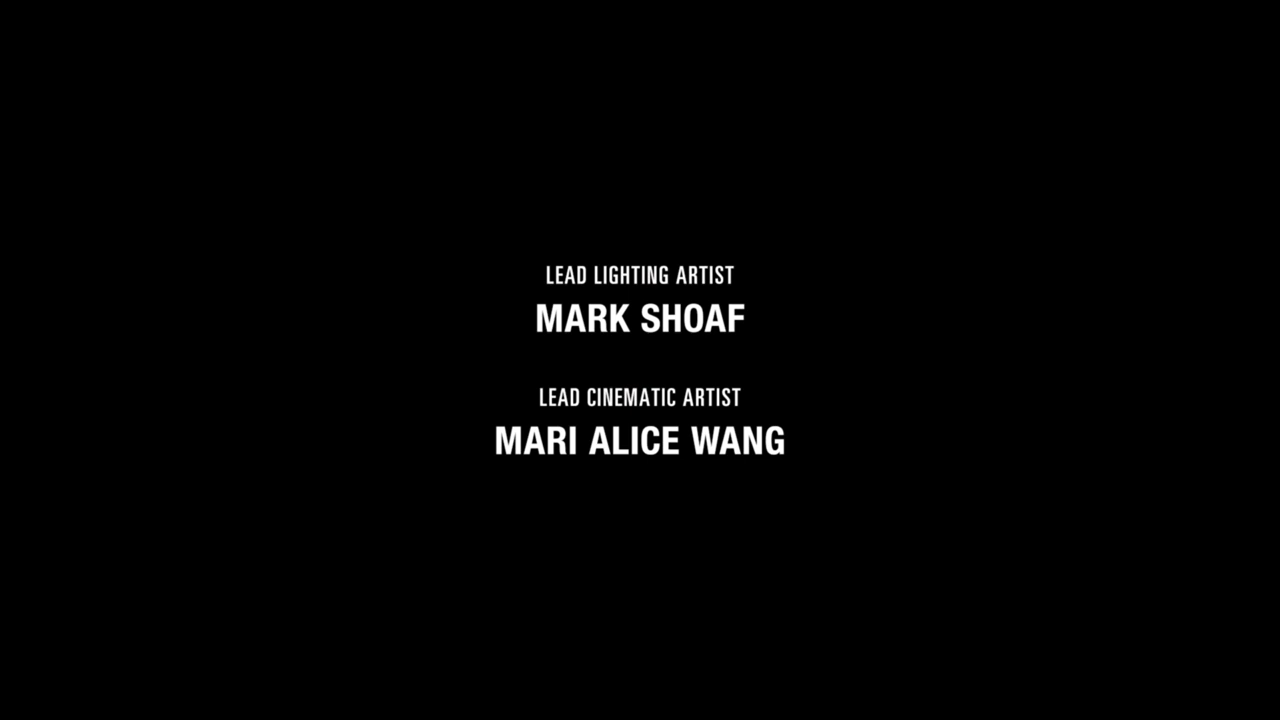 LEAD LIGHTING ARTIST
MARK SHOAF
LEAD CINEMATIC ARTIST
MARI ALICE WANG